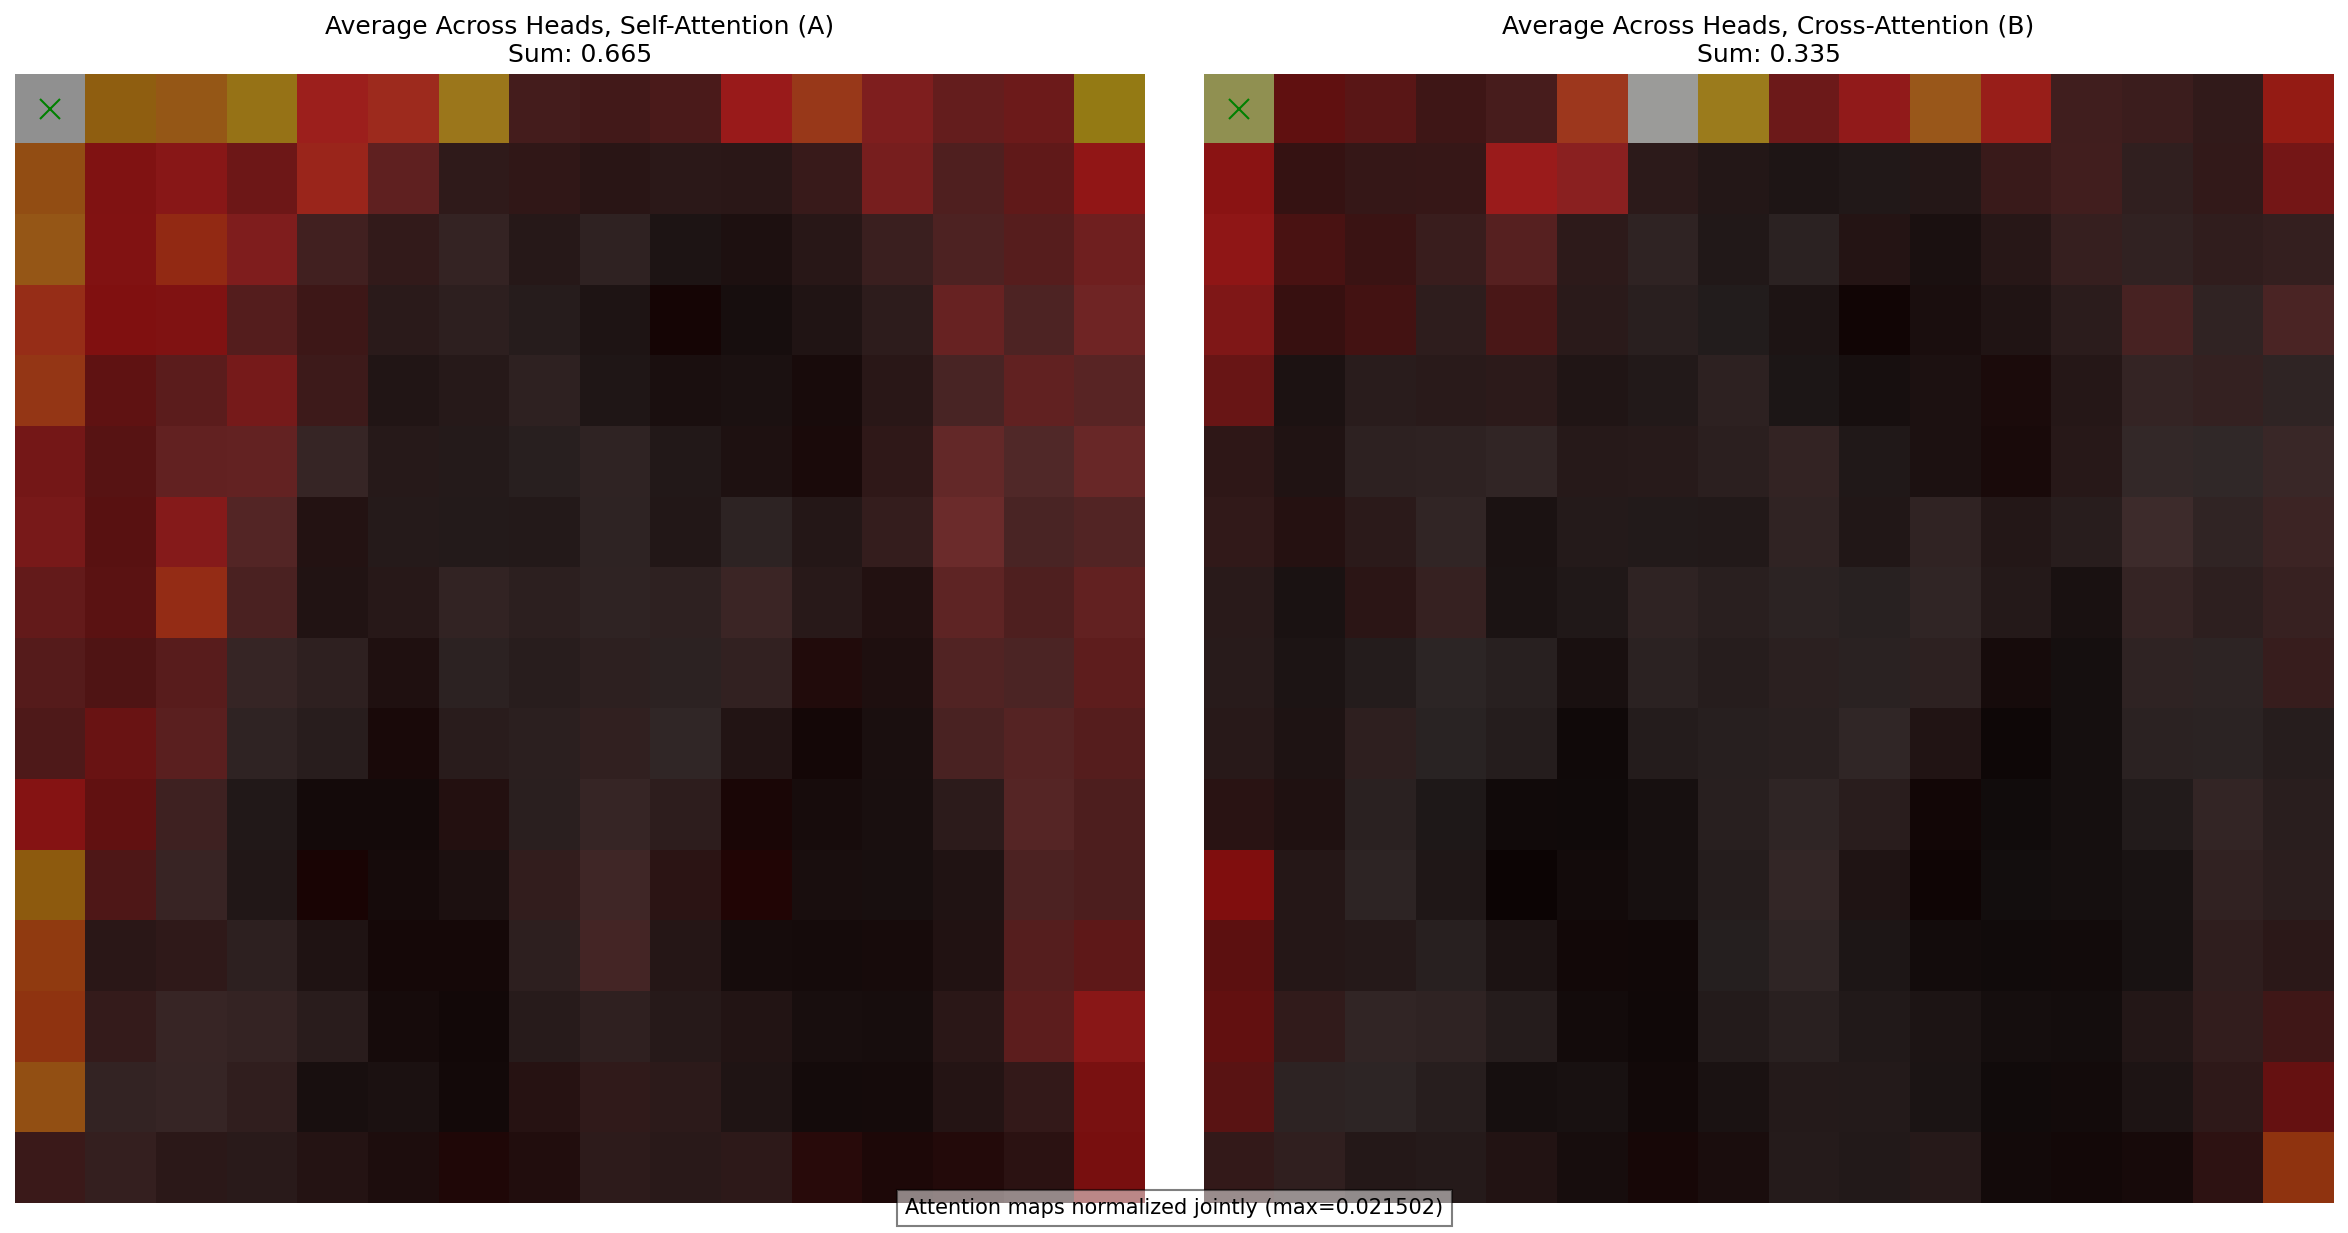 Average Across Heads, Self-Attention (A)
Sum: 0.665
Average Across Heads, Cross-Attention (B)
Sum: 0.335
Attention maps normalized jointly (max=0.021502)